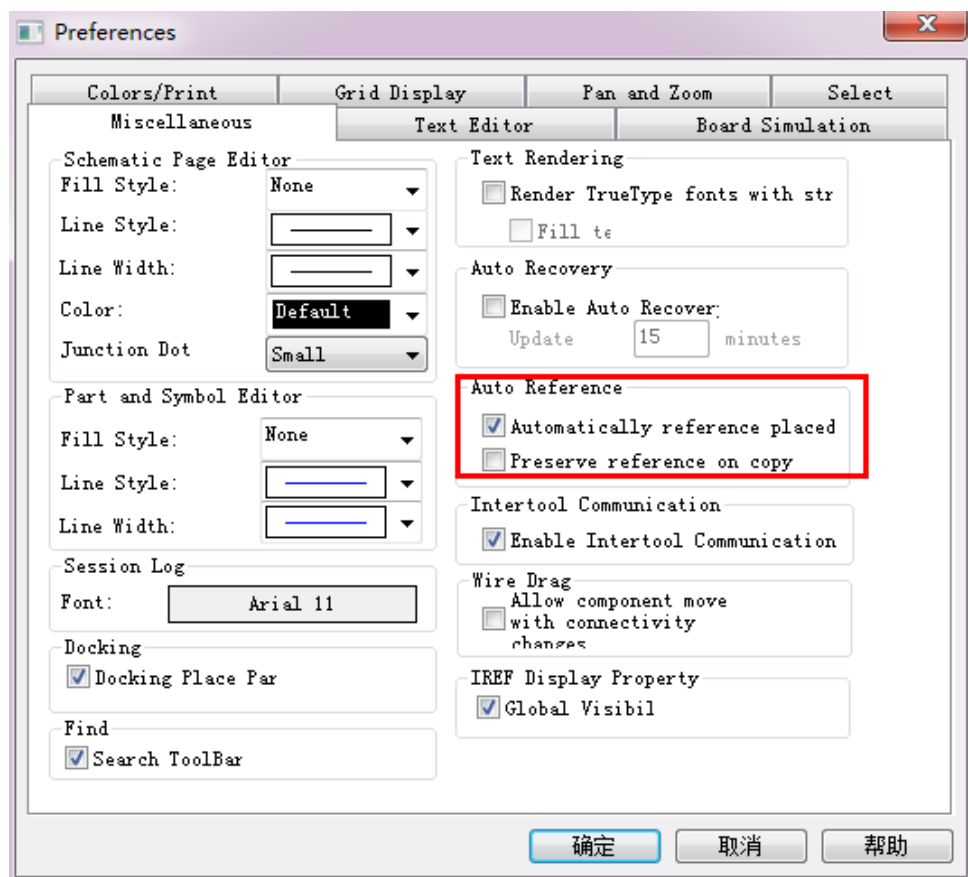 Preferences
Colors/Print
Grid Display
Pan and Zoom
Select
Miscellaneous
Text Editor
Board Simulation
Schematic Page Editor
Fill Style:
None
Line Style:
Line Width:
Color:
Default
Junction Dot
Small
Part and Symbol Editor
Fill Style:
None
Line Style:
Line Width:
Session Log
Font:
Arial 11
Docking
Docking Place Par
Find
Search ToolBar
Text Rendering
Render TrueType fonts with str
Fill te
Auto Recovery
Enable Auto Recover
Update
15
minutes
Auto Reference
Automatically reference placed
Preserve reference on copy
Intertool Communication
Enable Intertool Communication
Wire Drag
Allow component move
with connectivity
changes
IREF Display Property
Global Visibil
确定
取消
帮助